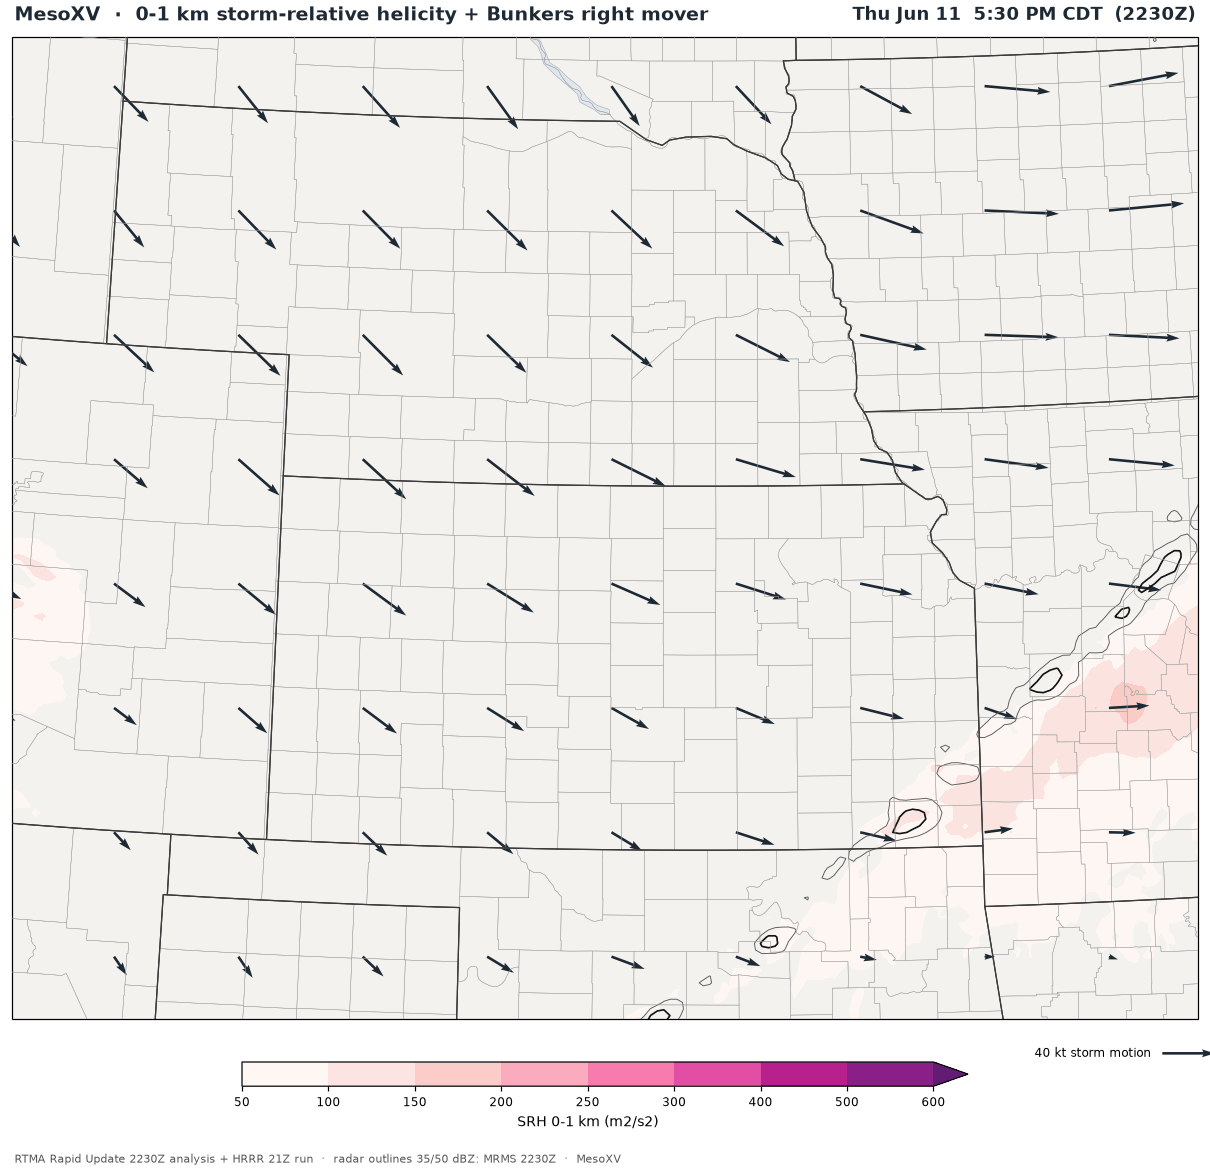 MesoXV · 0-1 km storm-relative helicity + Bunkers right mover
Thu Jun 11 5:30 PM CDT (2230Z)
40 kt storm motion
50 100 150 200 250 300 400 500 600
SRH 0-1 km (m2/s2)
RTMA Rapid Update 2230Z analysis + HRRR 21Z run · radar outlines 35/50 dBZ: MRMS 2230Z · MesoXV